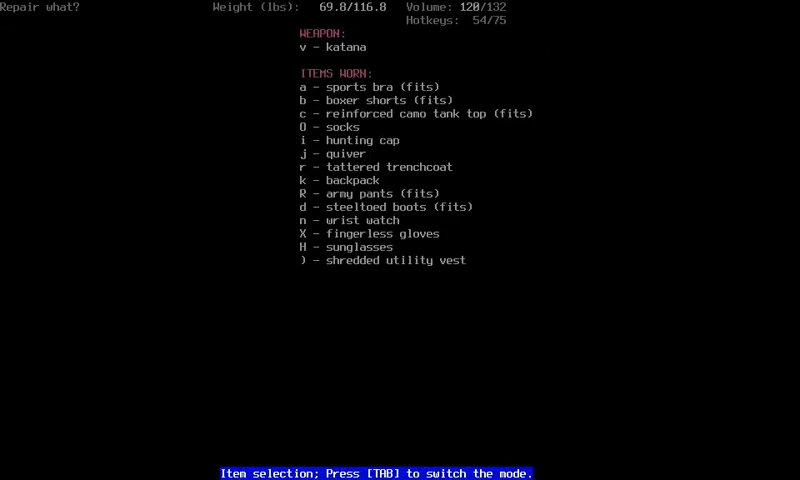 Repair what? Weight (lbs): 69.8/116.8 Volume: 120/132
Hotkeys: 54/75
WEAPON:
v - katana
ITEMS WORN:
a - sports bra (fits)
b - boxer shorts (fits)
c - reinforced camo tank top (fits)
O - socks
i - hunting cap
j - quiver
r - tattered trenchcoat
k - backpack
R - army pants (fits)
d - steeltoed boots (fits)
n - wrist watch
X - fingerless gloves
H - sunglasses
) - shredded utility vest
Item selection; Press [TAB] to switch the mode.